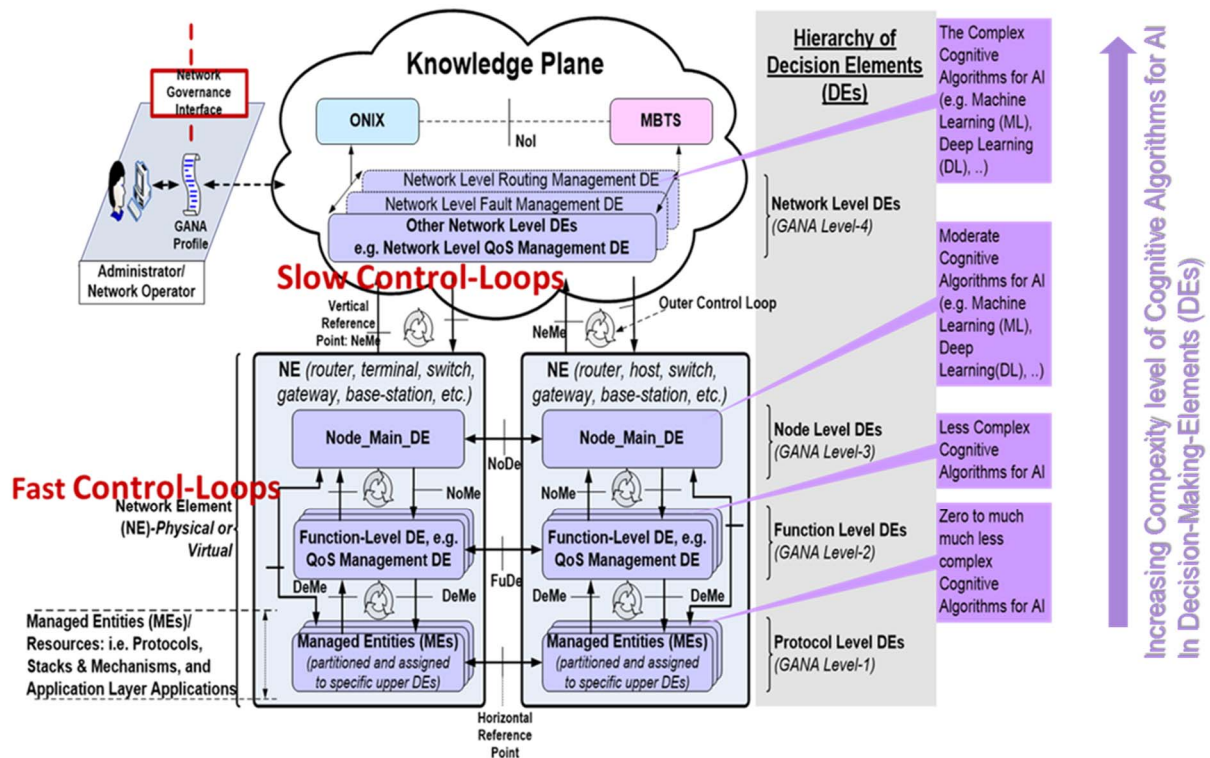 Network
Governance
Interface
GANA
Profile
Administrator/
Network Operator
Knowledge Plane
ONIX
MBTS
NoI
Network Level Routing Management DE
Network Level Fault Management DE
Other Network Level DEs
e.g. Network Level QoS Management DE
Slow Control-Loops
Vertical
Reference
Point: NeMe
NeMe
Outer Control Loop
NE (router, terminal, switch,
gateway, base-station, etc.)
Node_Main_DE
NoMe
Function-Level DE, e.g.
QoS Management DE
DeMe
DeMe
Managed Entities (MEs)
(partitioned and assigned
to specific upper DEs)
NoDe
FuDe
Horizontal
Reference
Point
NE (router, host, switch,
gateway, base-station, etc.)
Node_Main_DE
NoMe
NoMe
Function-Level DE, e.g.
QoS Management DE
DeMe
DeMe
Managed Entities (MEs)
(partitioned and assigned
to specific upper DEs)
Fast Control-Loops
Network Element
(NE)-Physical or
Virtual
Managed Entities (MEs)/
Resources: i.e. Protocols,
Stacks & Mechanisms, and
Application Layer Applications
Hierarchy of
Decision Elements
(DEs)
Network Level DEs
(GANA Level-4)
Node Level DEs
(GANA Level-3)
Function Level DEs
(GANA Level-2)
Protocol Level DEs
(GANA Level-1)
The Complex
Cognitive
Algorithms for AI
(e.g. Machine
Learning (ML),
Deep Learning
(DL), ..)
Moderate
Cognitive
Algorithms for AI
(e.g. Machine
Learning (ML),
Deep
Learning(DL), ..)
Less Complex
Cognitive
Algorithms for AI
Zero to much
much less
complex
Cognitive
Algorithms for AI
Increasing Compexity level of Cognitive Algorithms for AI
In Decision-Making-Elements (DEs)